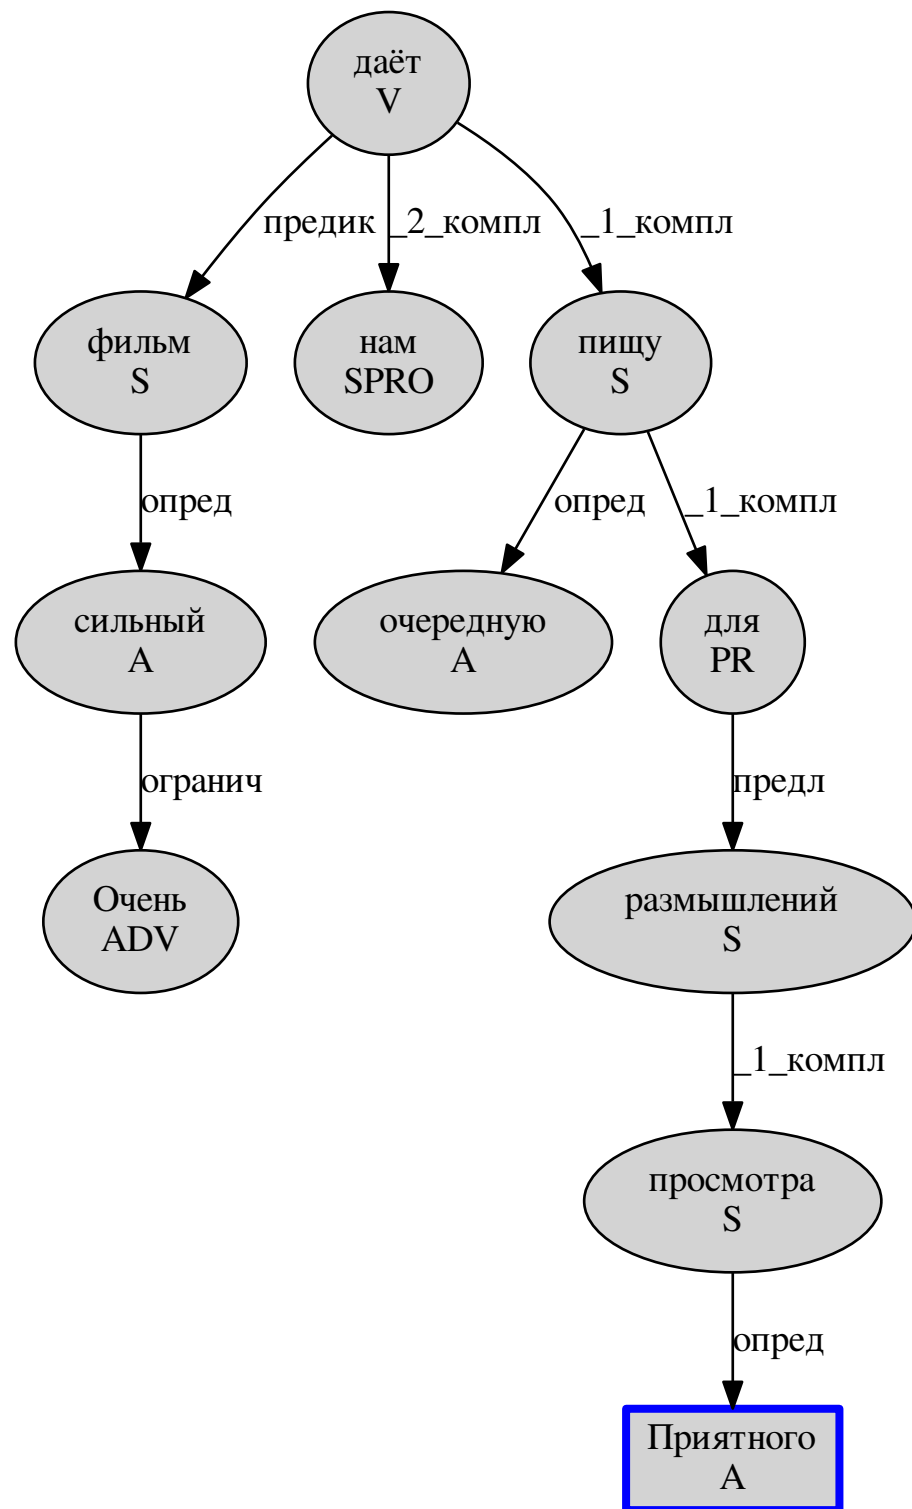 даёт
V
предик
_2_компл
_1_компл
фильм
S
нам
SPRO
пищу
S
опред
опред
_1_компл
сильный
A
очередную
A
для
PR
огранич
предл
Очень
ADV
размышлений
S
_1_компл
просмотра
S
опред
Приятного
A